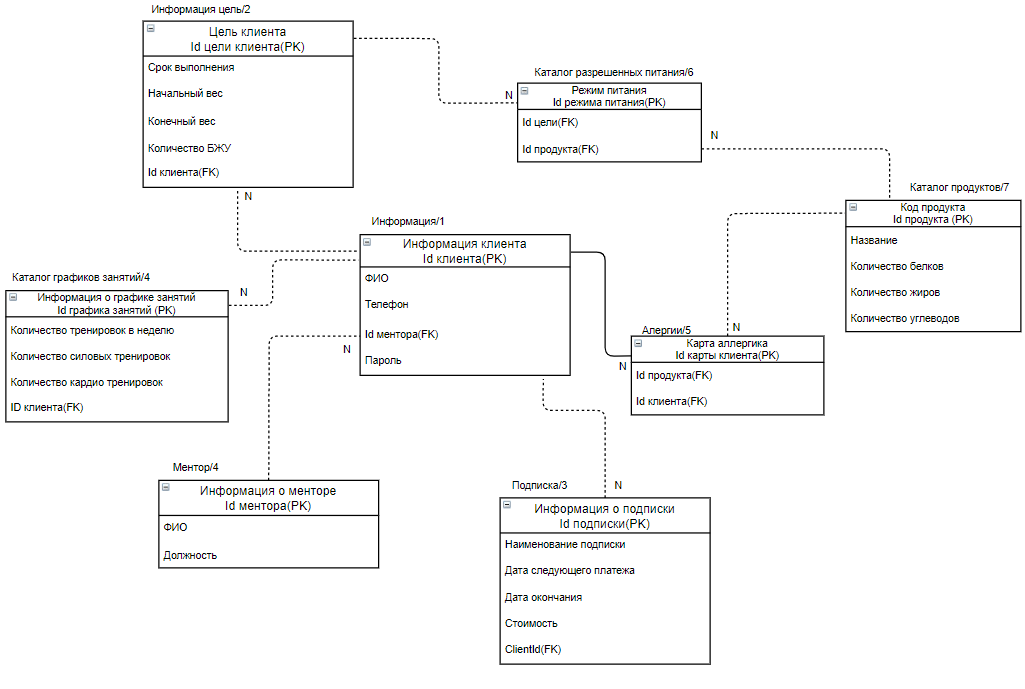 Информация цель/2
Цель клиента
Id цели клиента(PK)
Срок выполнения
Начальный вес
Конечный вес
Количество БЖУ
Id клиента(FK)
N
Каталог разрешенных питания/6
N
Режим питания
Id режима питания(PK)
Id цели(FK)
Id продукта(FK)
N
Каталог продуктов/7
Код продукта
Id продукта (PK)
Название
Количество белков
Количество жиров
Количество углеводов
Информация/1
Информация клиента
Id клиента(PK)
ФИО
Телефон
Id ментора(FK)
Пароль
Каталог графиков занятий/4
N
Информация о графике занятий
Id графика занятий (PK)
Количество тренировок в неделю
Количество силовых тренировок
Количество кардио тренировок
ID клиента(FK)
N
Алергии/5
N
N
Карта аллергика
Id карты клиента(PK)
Id продукта(FK)
Id клиента(FK)
Ментор/4
Информация о менторе
Id ментора(PK)
ФИО
Должность
Подписка/3
N
Информация о подписки
Id подписки(PK)
Наименование подписки
Дата следующего платежа
Дата окончания
Стоимость
ClientId(FK)